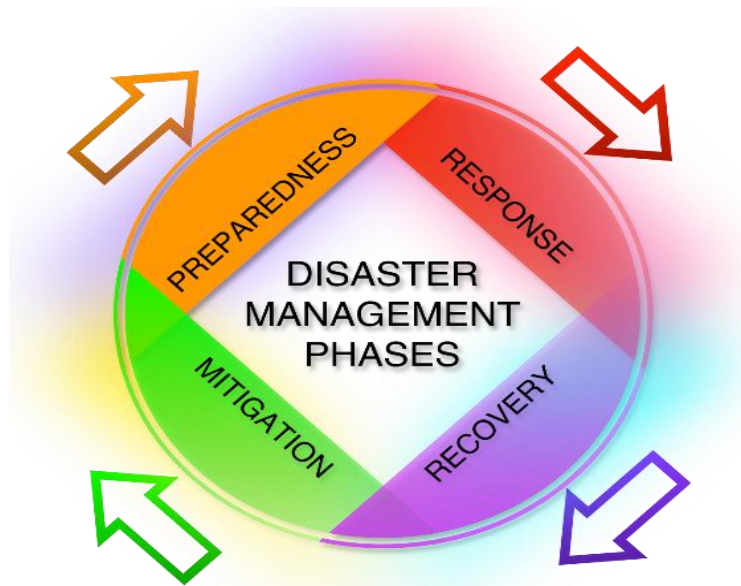 PREPAREDNESS
RESPONSE
DISASTER
MANAGEMENT
PHASES
MITIGATION
RECOVERY